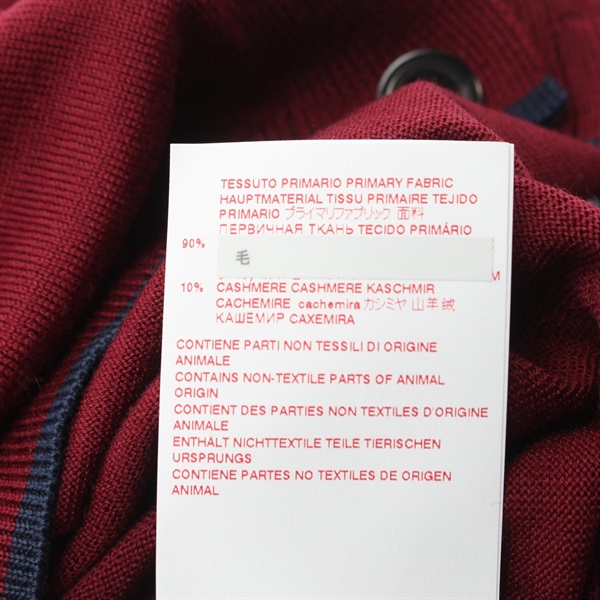 TESSUTO PRIMARIO PRIMARY FABRIC
HAUPTMATERIAL TISSU PRIMAIRE TEJIDO
PRIMARIO プライマリファブリック 面料
ПЕРВИЧНАЯ ТКАНЬ TECIDO PRIMÁRIO
90% 毛
10% CASHMERE CASHMERE KASCHMIR
CACHEMIRE cachemira カシミヤ 山羊绒
КАШЕМИР CAXEMIRA
CONTIENE PARTI NON TESSILI DI ORIGINE
ANIMALE
CONTAINS NON-TEXTILE PARTS OF ANIMAL
ORIGIN
CONTIENT DES PARTIES NON TEXTILES D'ORIGINE
ANIMALE
ENTHÄLT NICHTTEXTILE TEILE TIERISCHEN
URSPRUNGS
CONTIENE PARTES NO TEXTILES DE ORIGEN
ANIMAL